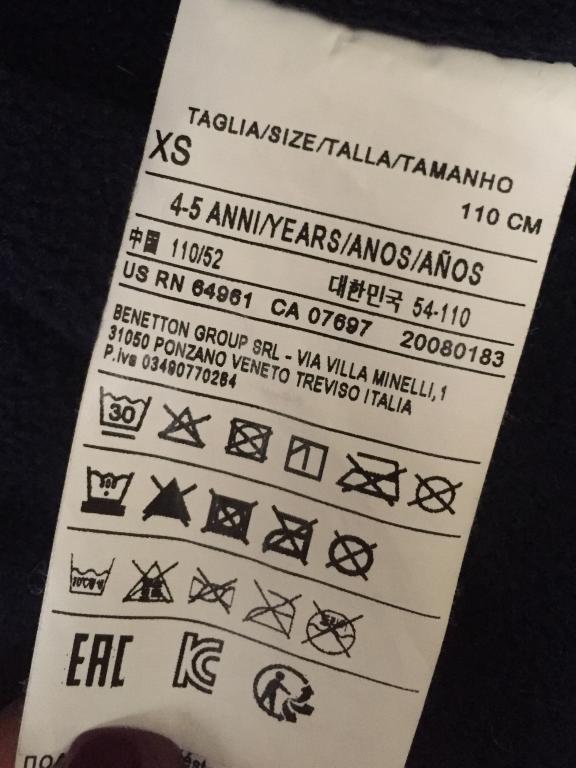 TAGLIA/SIZE/TALLA/TAMANHO
XS
110 CM
4-5 ANNI/YEARS/ANOS/AÑOS
中国 110/52
대한민국 54-110
US RN 64961 CA 07697 20080183
BENETTON GROUP SRL - VIA VILLA MINELLI,1
31050 PONZANO VENETO TREVISO ITALIA
P.iva 03490770264
30
EAC
KC